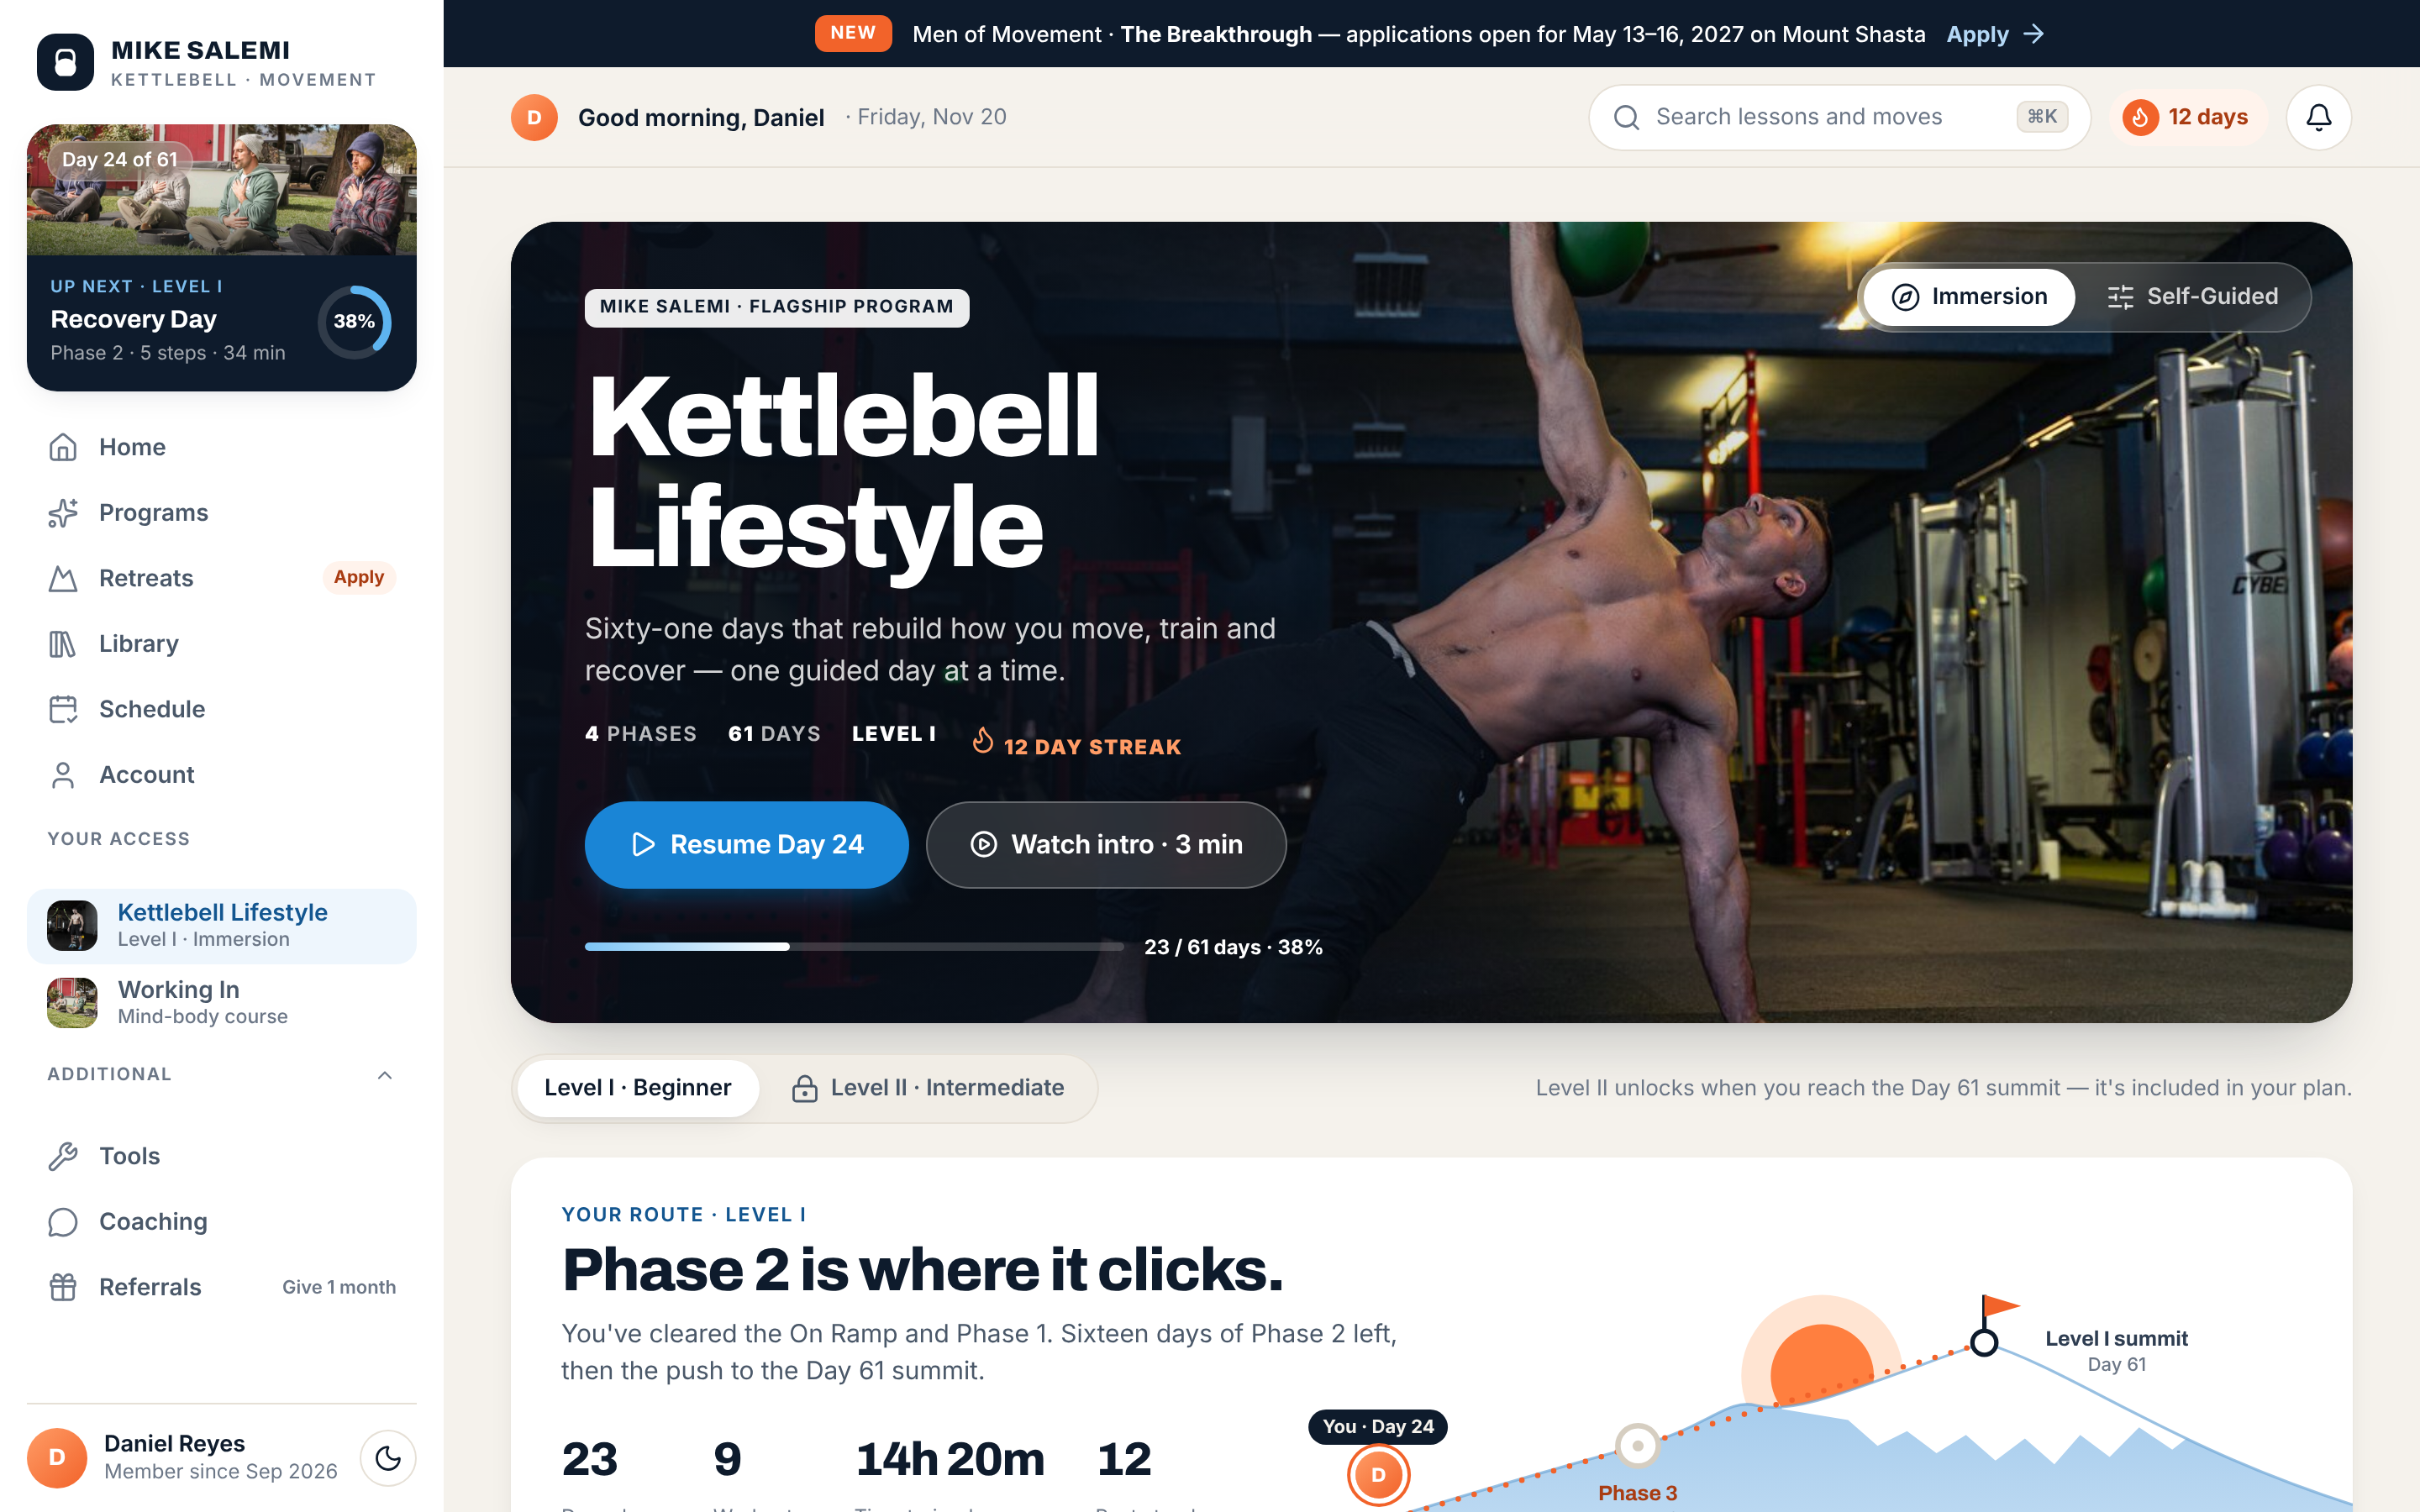 MIKE SALEMI
KETTLEBELL · MOVEMENT
Day 24 of 61
UP NEXT · LEVEL I
Recovery Day
Phase 2 · 5 steps · 34 min
38%
Home
Programs
Retreats
Apply
Library
Schedule
Account
YOUR ACCESS
Kettlebell Lifestyle
Level I · Immersion
Working In
Mind-body course
ADDITIONAL
Tools
Coaching
Referrals
Give 1 month
D
Daniel Reyes
Member since Sep 2026
NEW Men of Movement · The Breakthrough — applications open for May 13–16, 2027 on Mount Shasta Apply
D Good morning, Daniel · Friday, Nov 20
Search lessons and moves ⌘K
12 days
MIKE SALEMI · FLAGSHIP PROGRAM
Immersion
Self-Guided
Kettlebell
Lifestyle
Sixty-one days that rebuild how you move, train and
recover — one guided day at a time.
4 PHASES 61 DAYS LEVEL I 12 DAY STREAK
Resume Day 24
Watch intro · 3 min
23 / 61 days · 38%
Level I · Beginner
Level II · Intermediate
Level II unlocks when you reach the Day 61 summit — it's included in your plan.
YOUR ROUTE · LEVEL I
Phase 2 is where it clicks.
You've cleared the On Ramp and Phase 1. Sixteen days of Phase 2 left,
then the push to the Day 61 summit.
23
9
14h 20m
12
You · Day 24
D
Phase 3
Level I summit
Day 61